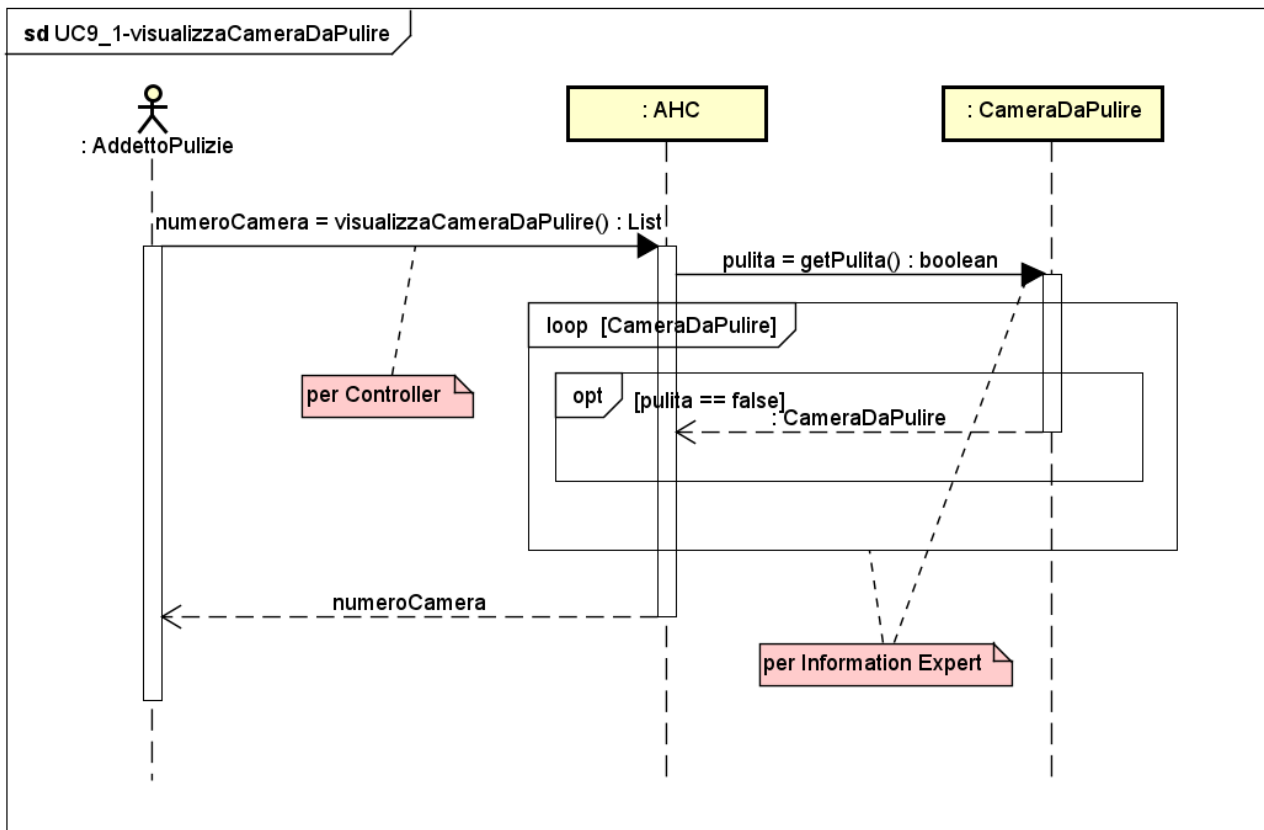 sd UC9_1-visualizzaCameraDaPulire
: AddettoPulizie
: AHC
: CameraDaPulire
numeroCamera = visualizzaCameraDaPulire() : List
pulita = getPulita() : boolean
loop [CameraDaPulire]
per Controller
opt [pulita == false]
: CameraDaPulire
numeroCamera
per Information Expert